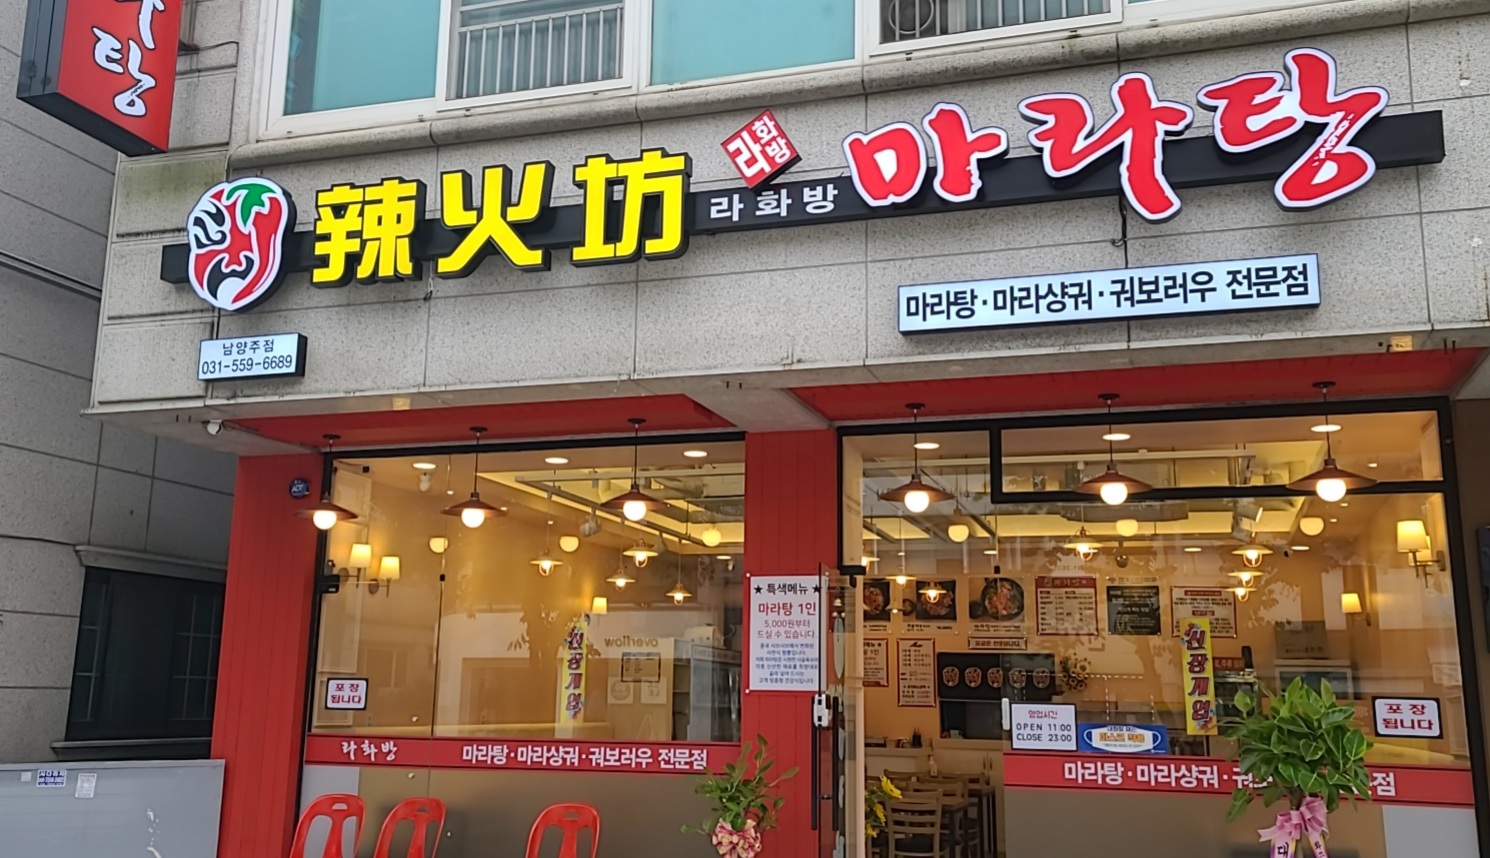 탕
辣火坊
라화방
라화방
마라탕
마라탕·마라샹궈·궈보러우 전문점
남양주점
031-559-6689
★ 특색메뉴 ★
마라탕 1인
5,000원부터
드실 수 있습니다.
overflow
신장개업
신장개업
포장
됩니다
포장
됩니다
영업시간
OPEN 11:00
CLOSE 23:00
라화방
마라탕·마라샹궈·궈보러우 전문점
마라탕·마라샹궈·궈
점